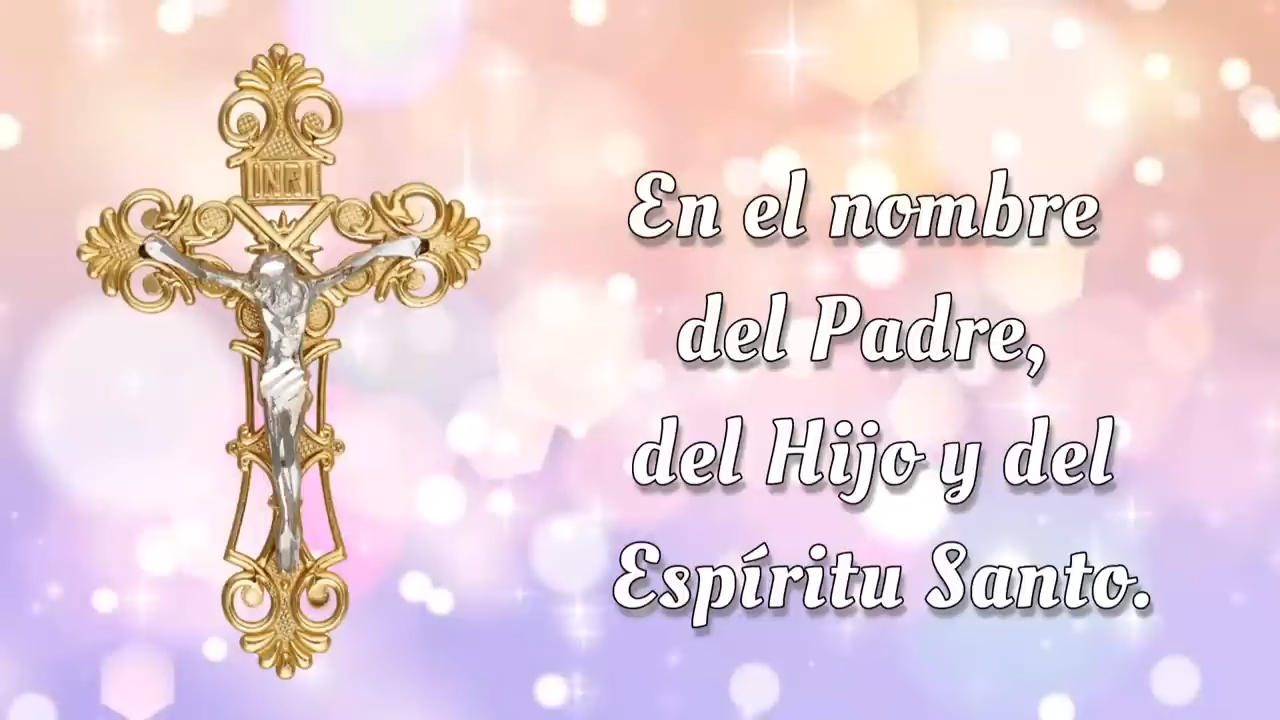 INRI
En el nombre
del Padre,
del Hijo y del
Espíritu Santo.